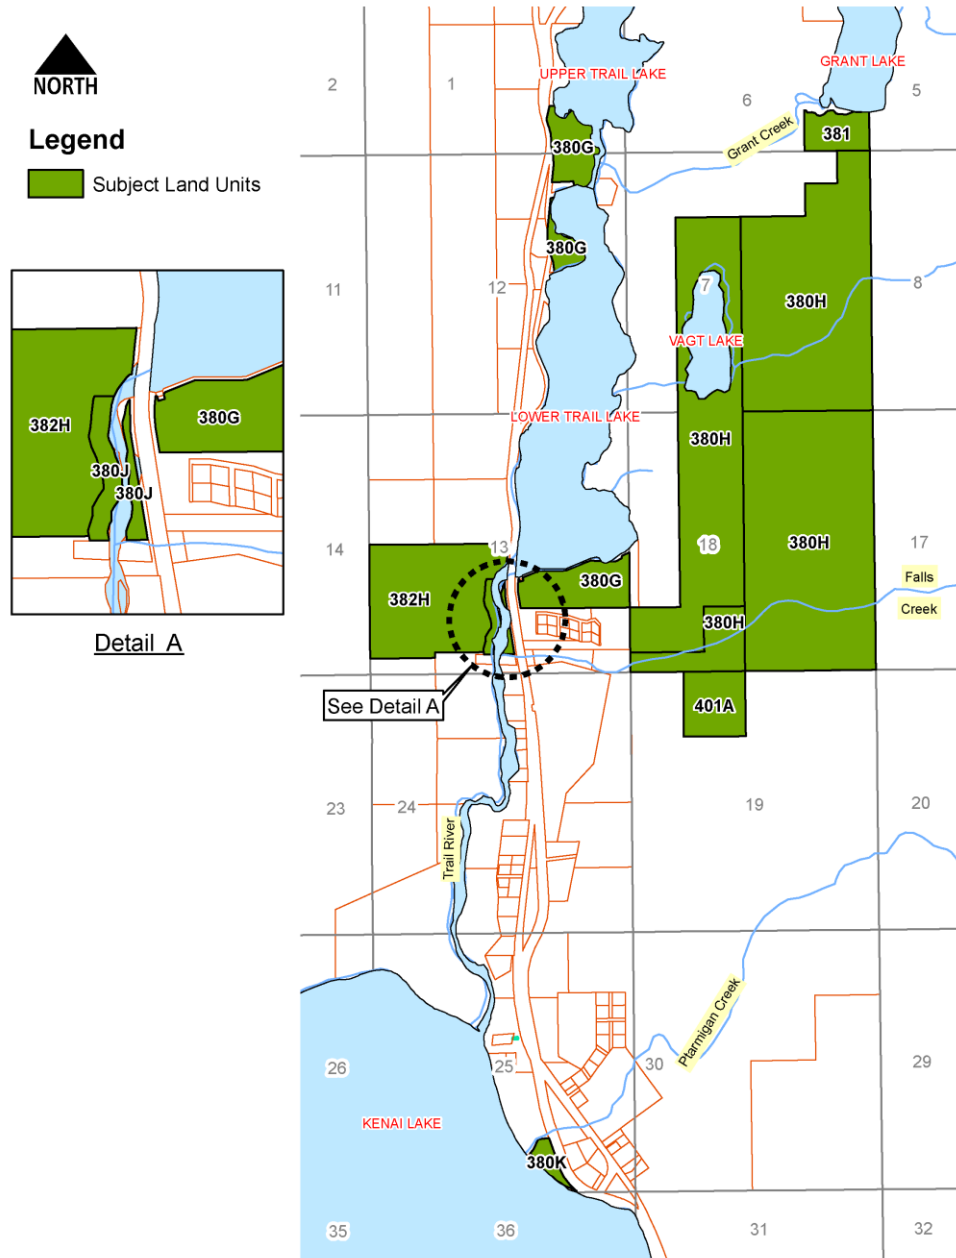 NORTH
Legend
Subject Land Units
382H
380G
380J
380J
Detail A
See Detail A
2
1
UPPER TRAIL LAKE
GRANT LAKE
6
5
Grant Creek
381
380G
380G
11
12
7
8
380H
VAGT LAKE
LOWER TRAIL LAKE
380H
14
13
18
380H
17
382H
380G
Falls
Creek
380H
401A
23
24
19
20
Trail River
Ptarmigan Creek
26
25
30
29
KENAI LAKE
380K
35
36
31
32